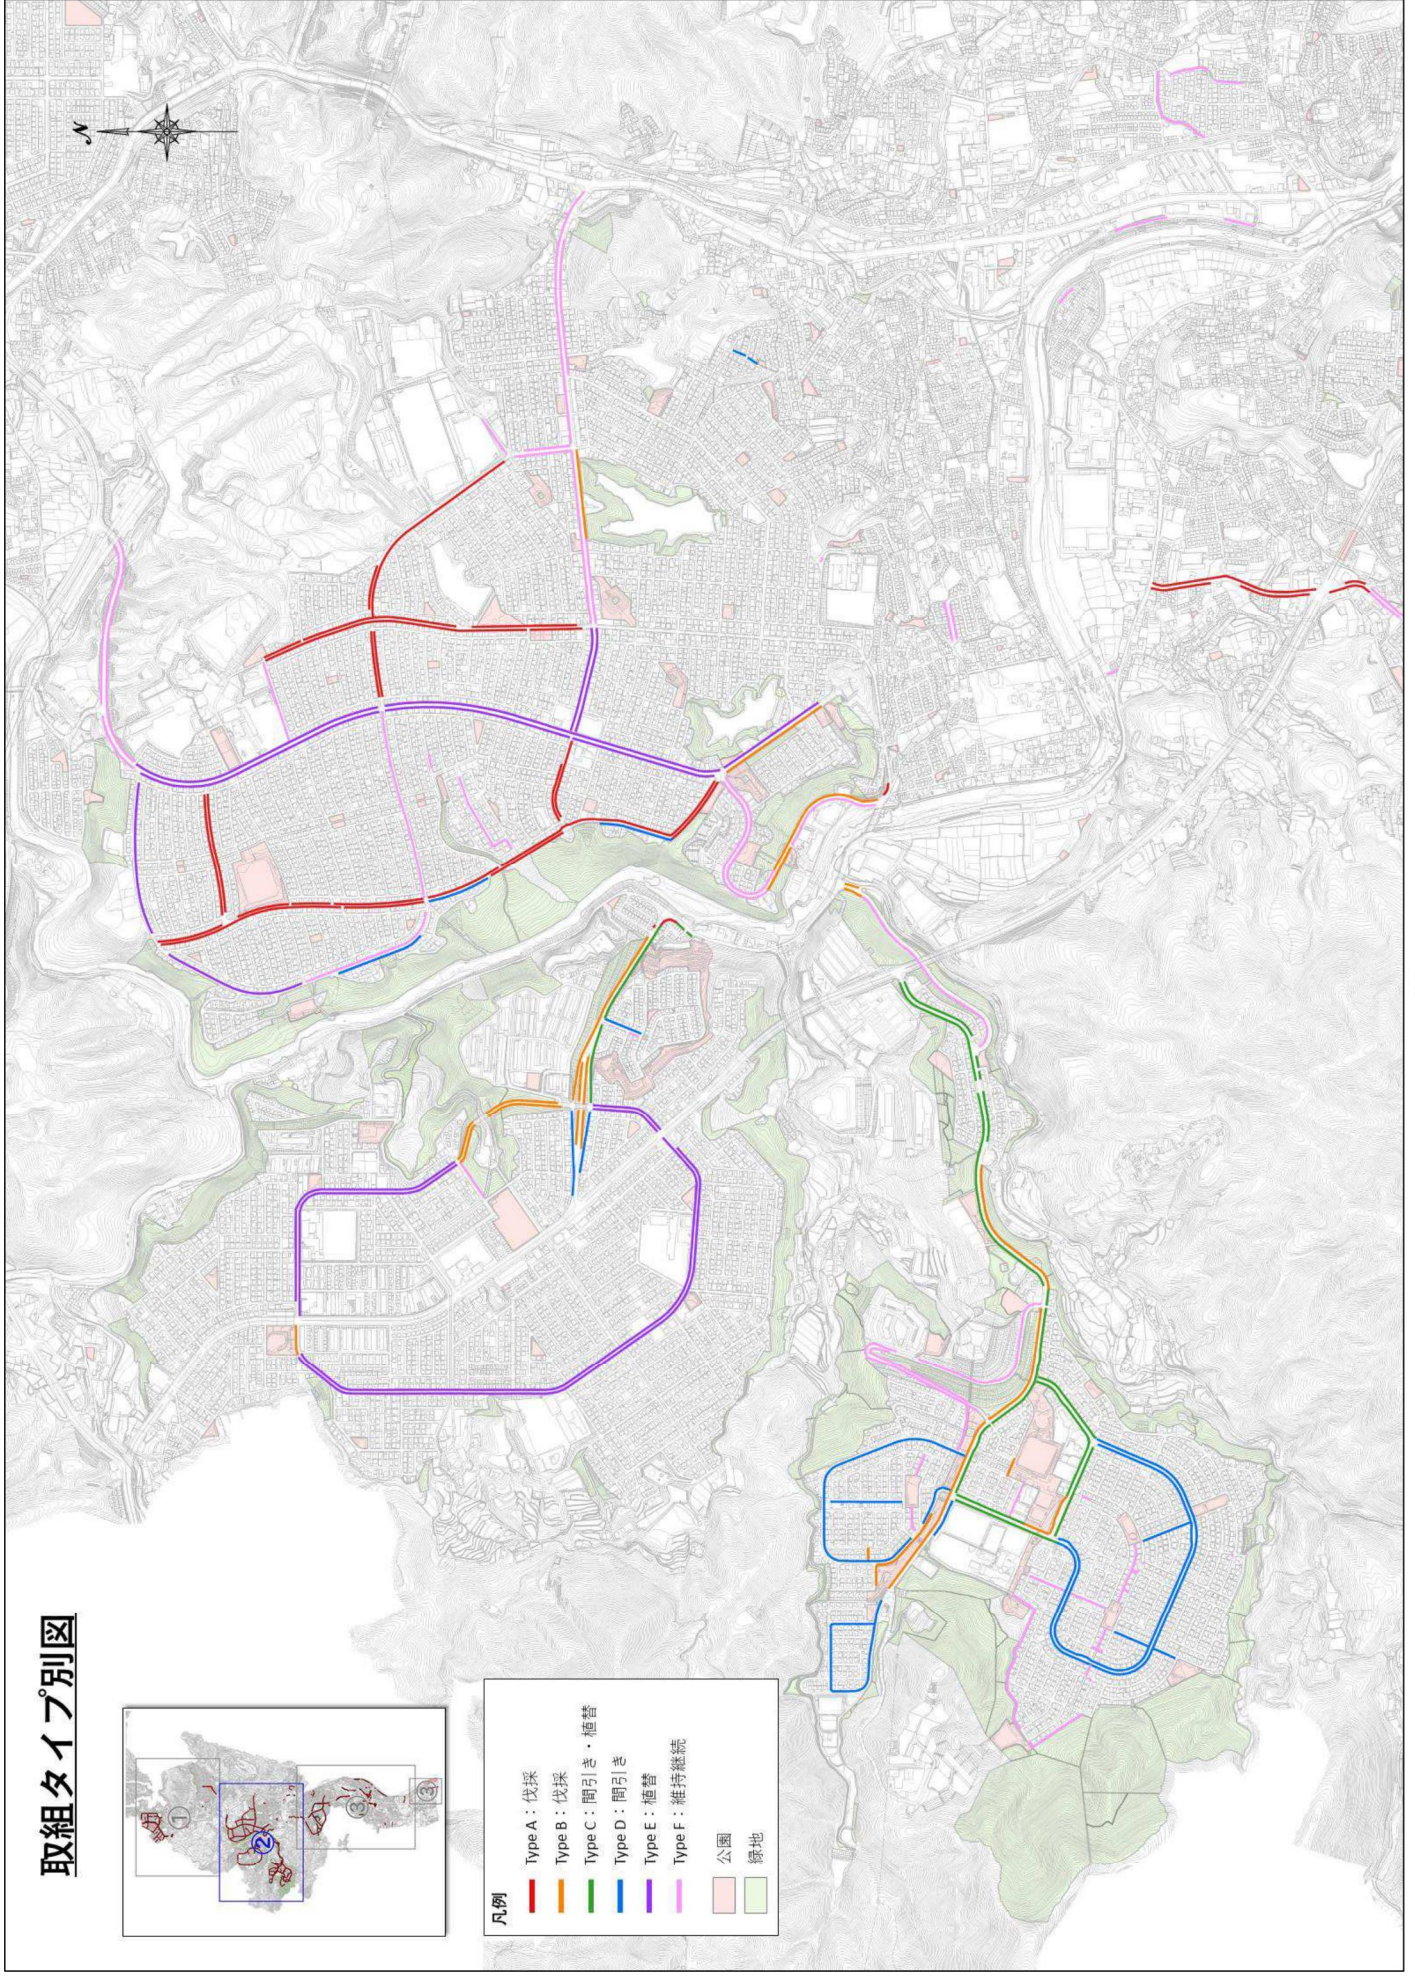 取組タイプ別図
N
①
②
③
③
凡例
Type A：伐採
Type B：伐採
Type C：間引き・植替
Type D：間引き
Type E：植替
Type F：維持継続
公園
緑地